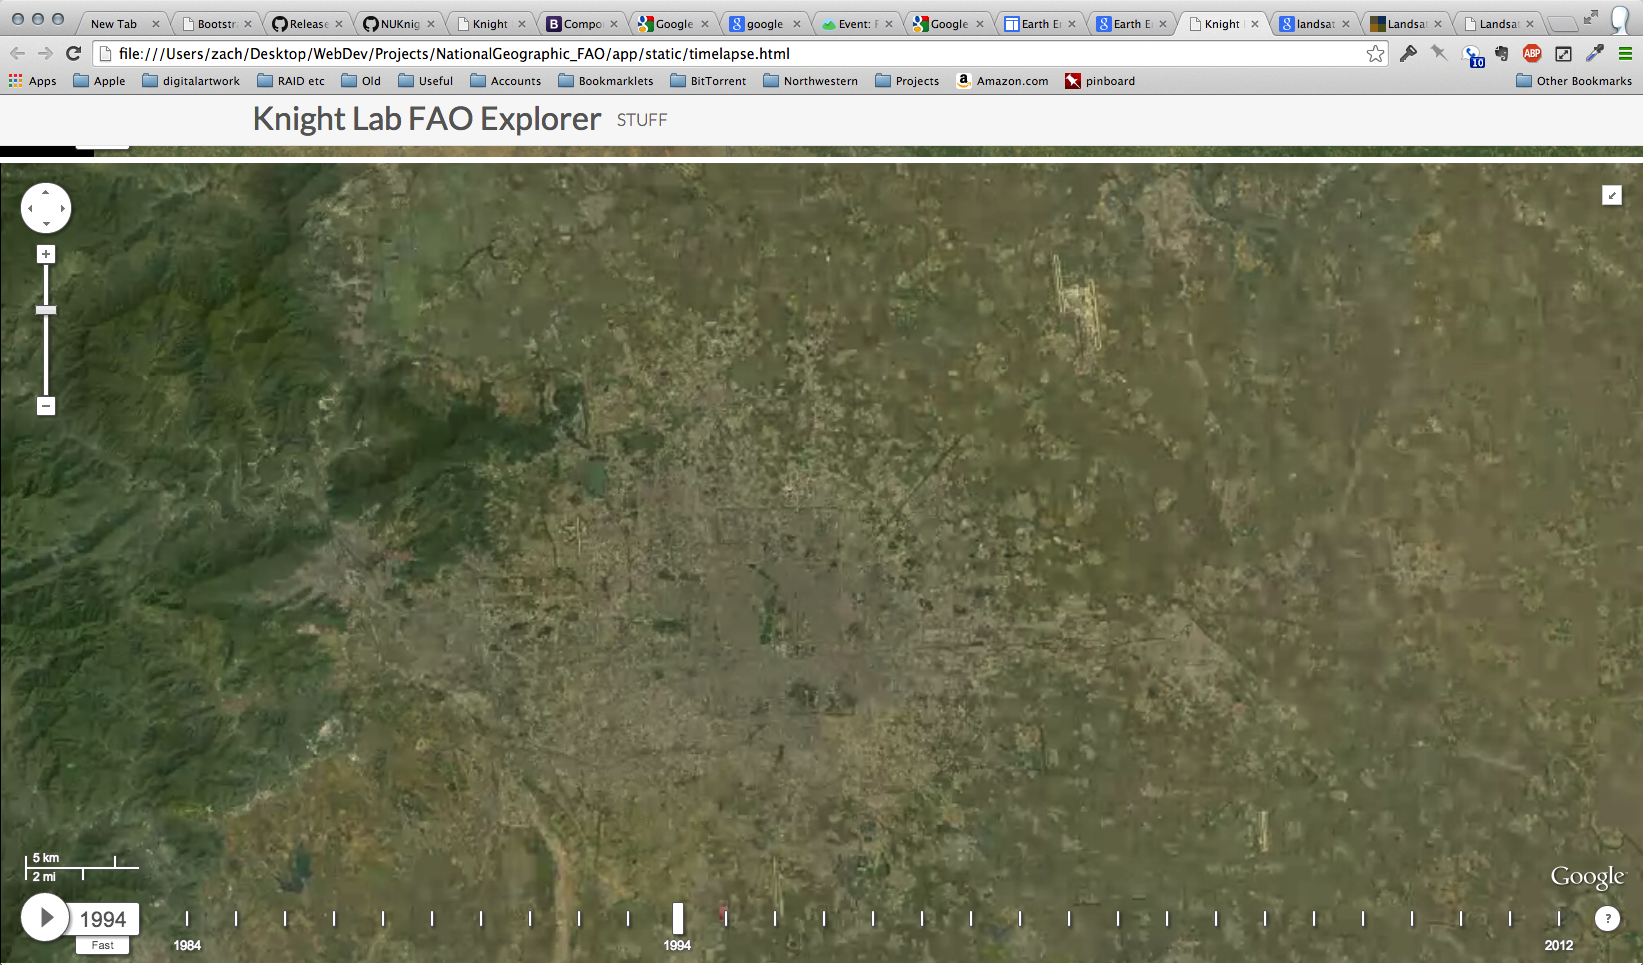 New Tab Bootstr Release NUKnig Knight Compo Google google Event: F Google Earth En Earth E Knight landsat Landsat Landsat
file:///Users/zach/Desktop/WebDev/Projects/NationalGeographic_FAO/app/static/timelapse.html 10 ABP
Apps Apple digitalartwork RAID etc Old Useful Accounts Bookmarklets BitTorrent Northwestern Projects Amazon.com pinboard Other Bookmarks
Knight Lab FAO Explorer STUFF
5 km
2 mi
Google
1994 ?
Fast 1984 1994 2012